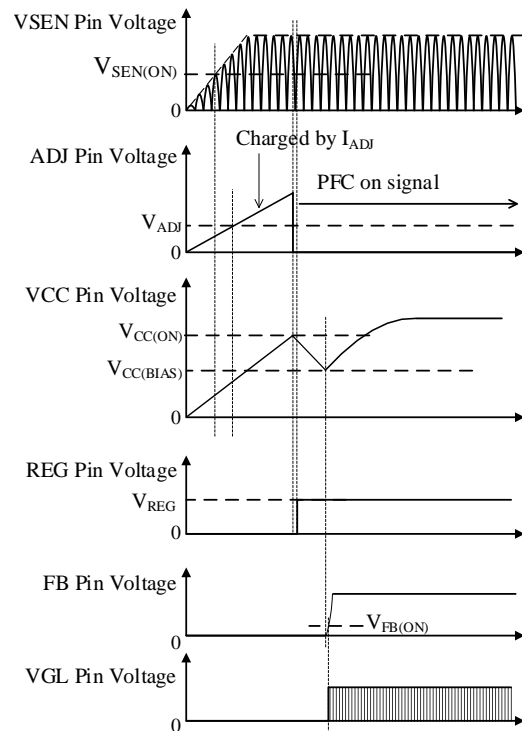 VSEN Pin Voltage
VSEN(ON)
0
Charged by IADJ
ADJ Pin Voltage
PFC on signal
VADJ
0
VCC Pin Voltage
VCC(ON)
VCC(BIAS)
0
REG Pin Voltage
VREG
0
FB Pin Voltage
VFB(ON)
0
VGL Pin Voltage
0